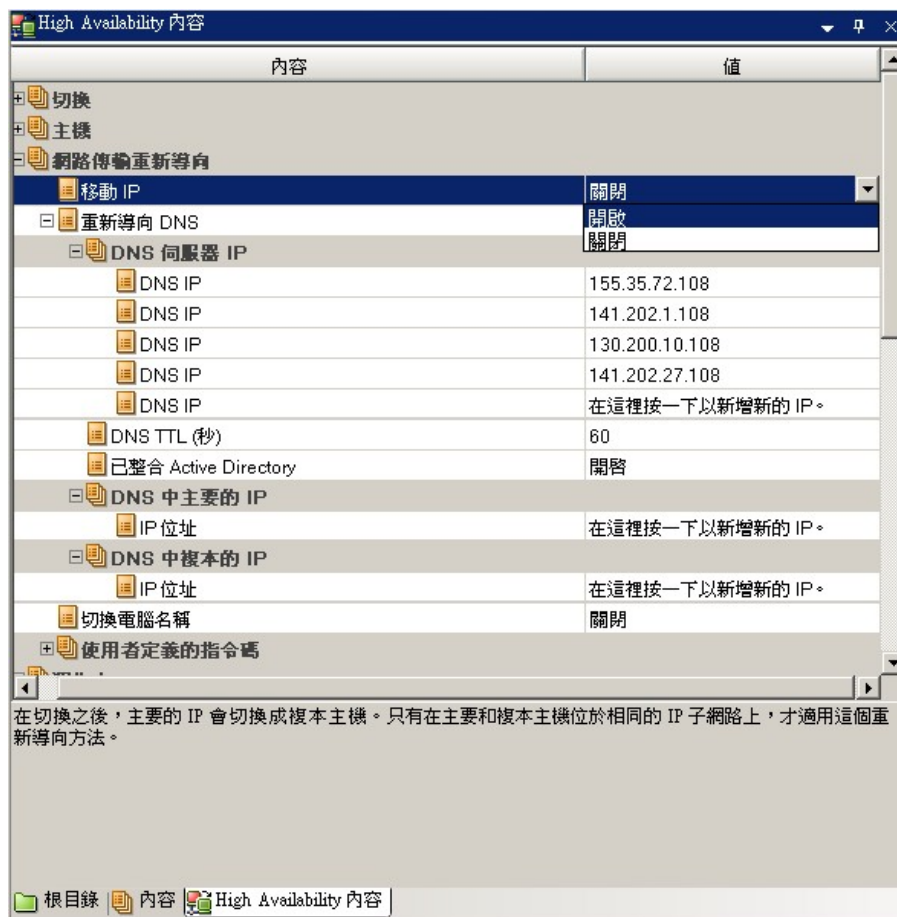 High Availability 內容
內容 值
切換
主機
網路傳輸重新導向
移動 IP 關閉
開啟
重新導向 DNS 關閉
DNS 伺服器 IP
DNS IP 155.35.72.108
DNS IP 141.202.1.108
DNS IP 130.200.10.108
DNS IP 141.202.27.108
DNS IP 在這裡按一下以新增新的 IP。
DNS TTL (秒) 60
已整合 Active Directory 開啓
DNS 中主要的 IP
IP 位址 在這裡按一下以新增新的 IP。
DNS 中複本的 IP
IP 位址 在這裡按一下以新增新的 IP。
切換電腦名稱 關閉
使用者定義的指令碼
在切換之後，主要的 IP 會切換成複本主機。只有在主要和複本主機位於相同的 IP 子網路上，才適用這個重
新導向方法。
根目錄 內容 High Availability 內容